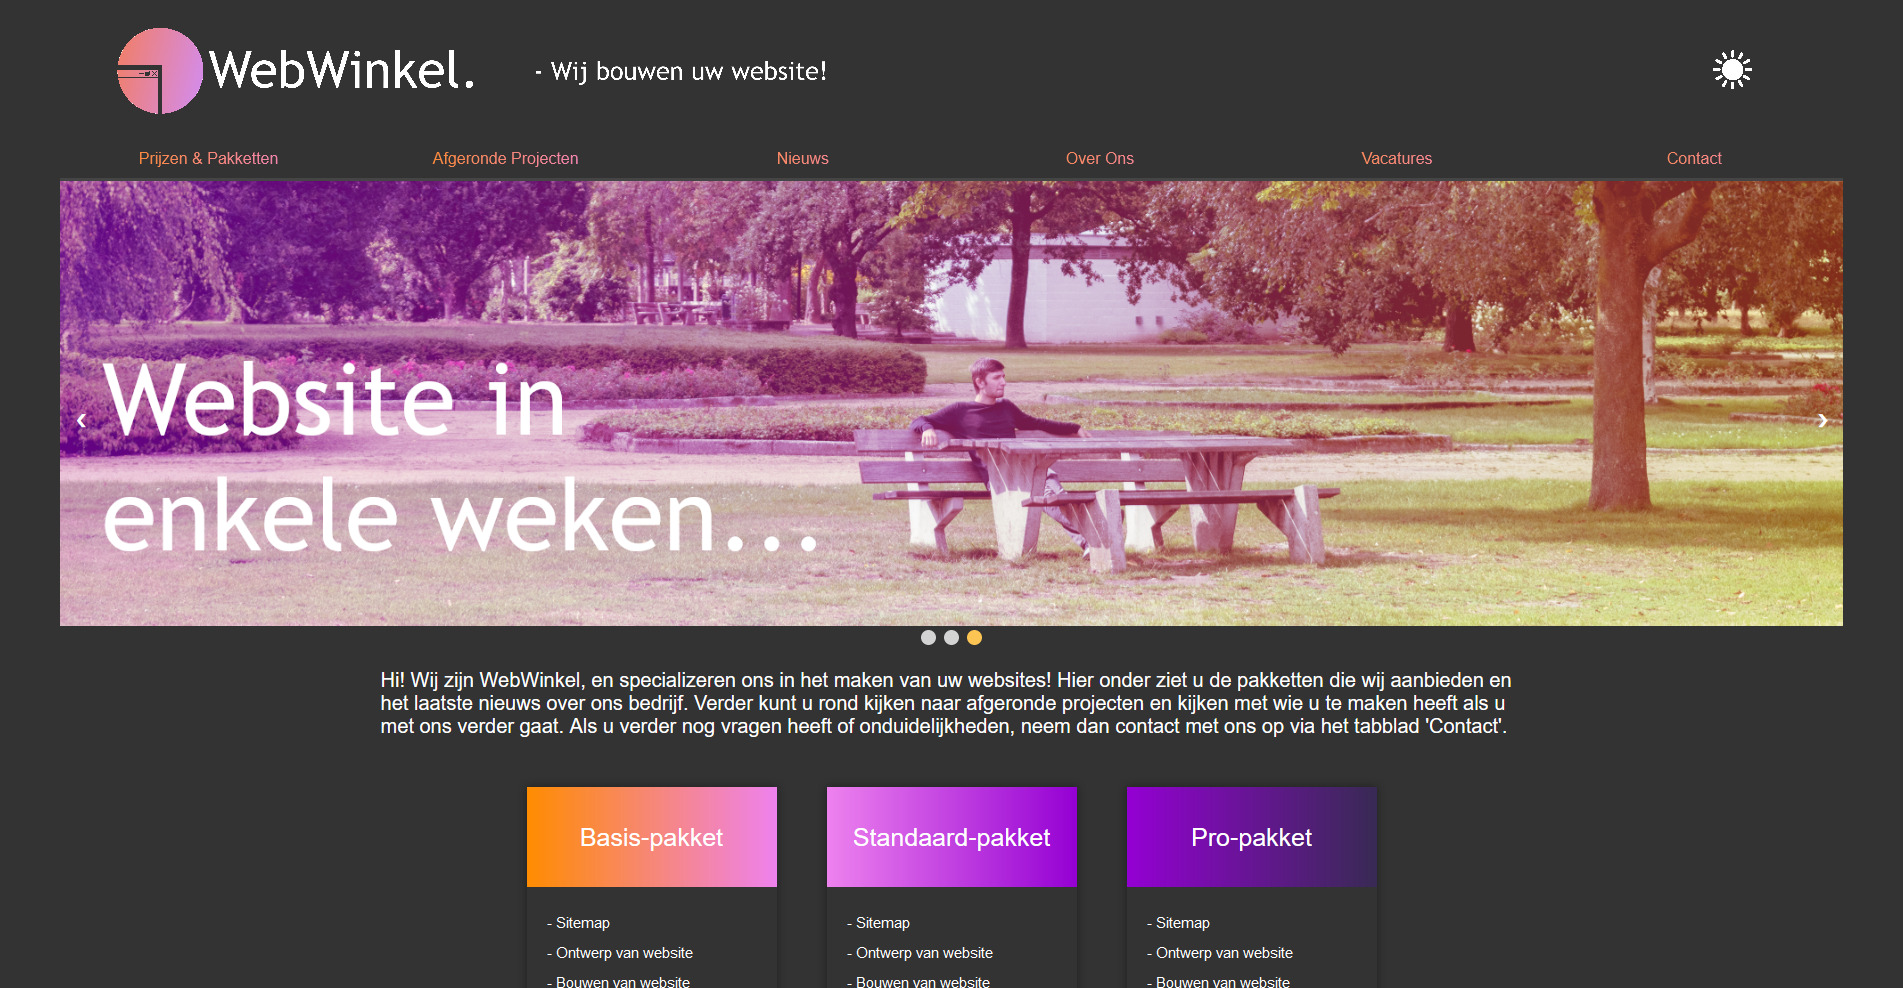 WebWinkel.
- Wij bouwen uw website!
Prijzen & Pakketten
Afgeronde Projecten
Nieuws
Over Ons
Vacatures
Contact
Website in
enkele weken...
Hi! Wij zijn WebWinkel, en specializeren ons in het maken van uw websites! Hier onder ziet u de pakketten die wij aanbieden en
het laatste nieuws over ons bedrijf. Verder kunt u rond kijken naar afgeronde projecten en kijken met wie u te maken heeft als u
met ons verder gaat. Als u verder nog vragen heeft of onduidelijkheden, neem dan contact met ons op via het tabblad 'Contact'.
Basis-pakket
- Sitemap
- Ontwerp van website
- Bouwen van website
Standaard-pakket
- Sitemap
- Ontwerp van website
- Bouwen van website
Pro-pakket
- Sitemap
- Ontwerp van website
- Bouwen van website